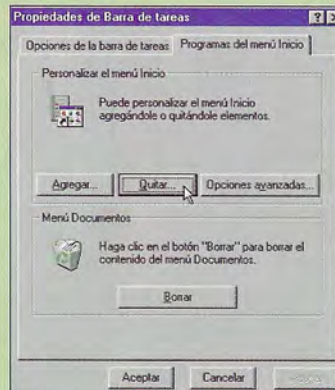 Propiedades de Barra de tareas
Opciones de la barra de tareas Programas del menú Inicio
Personalizar el menú Inicio
Puede personalizar el menú Inicio
agregándole o quitándole elementos.
Agregar... Quitar... Opciones avanzadas...
Menú Documentos
Haga clic en el botón "Borrar" para borrar el
contenido del menú Documentos.
Borrar
Aceptar Cancelar